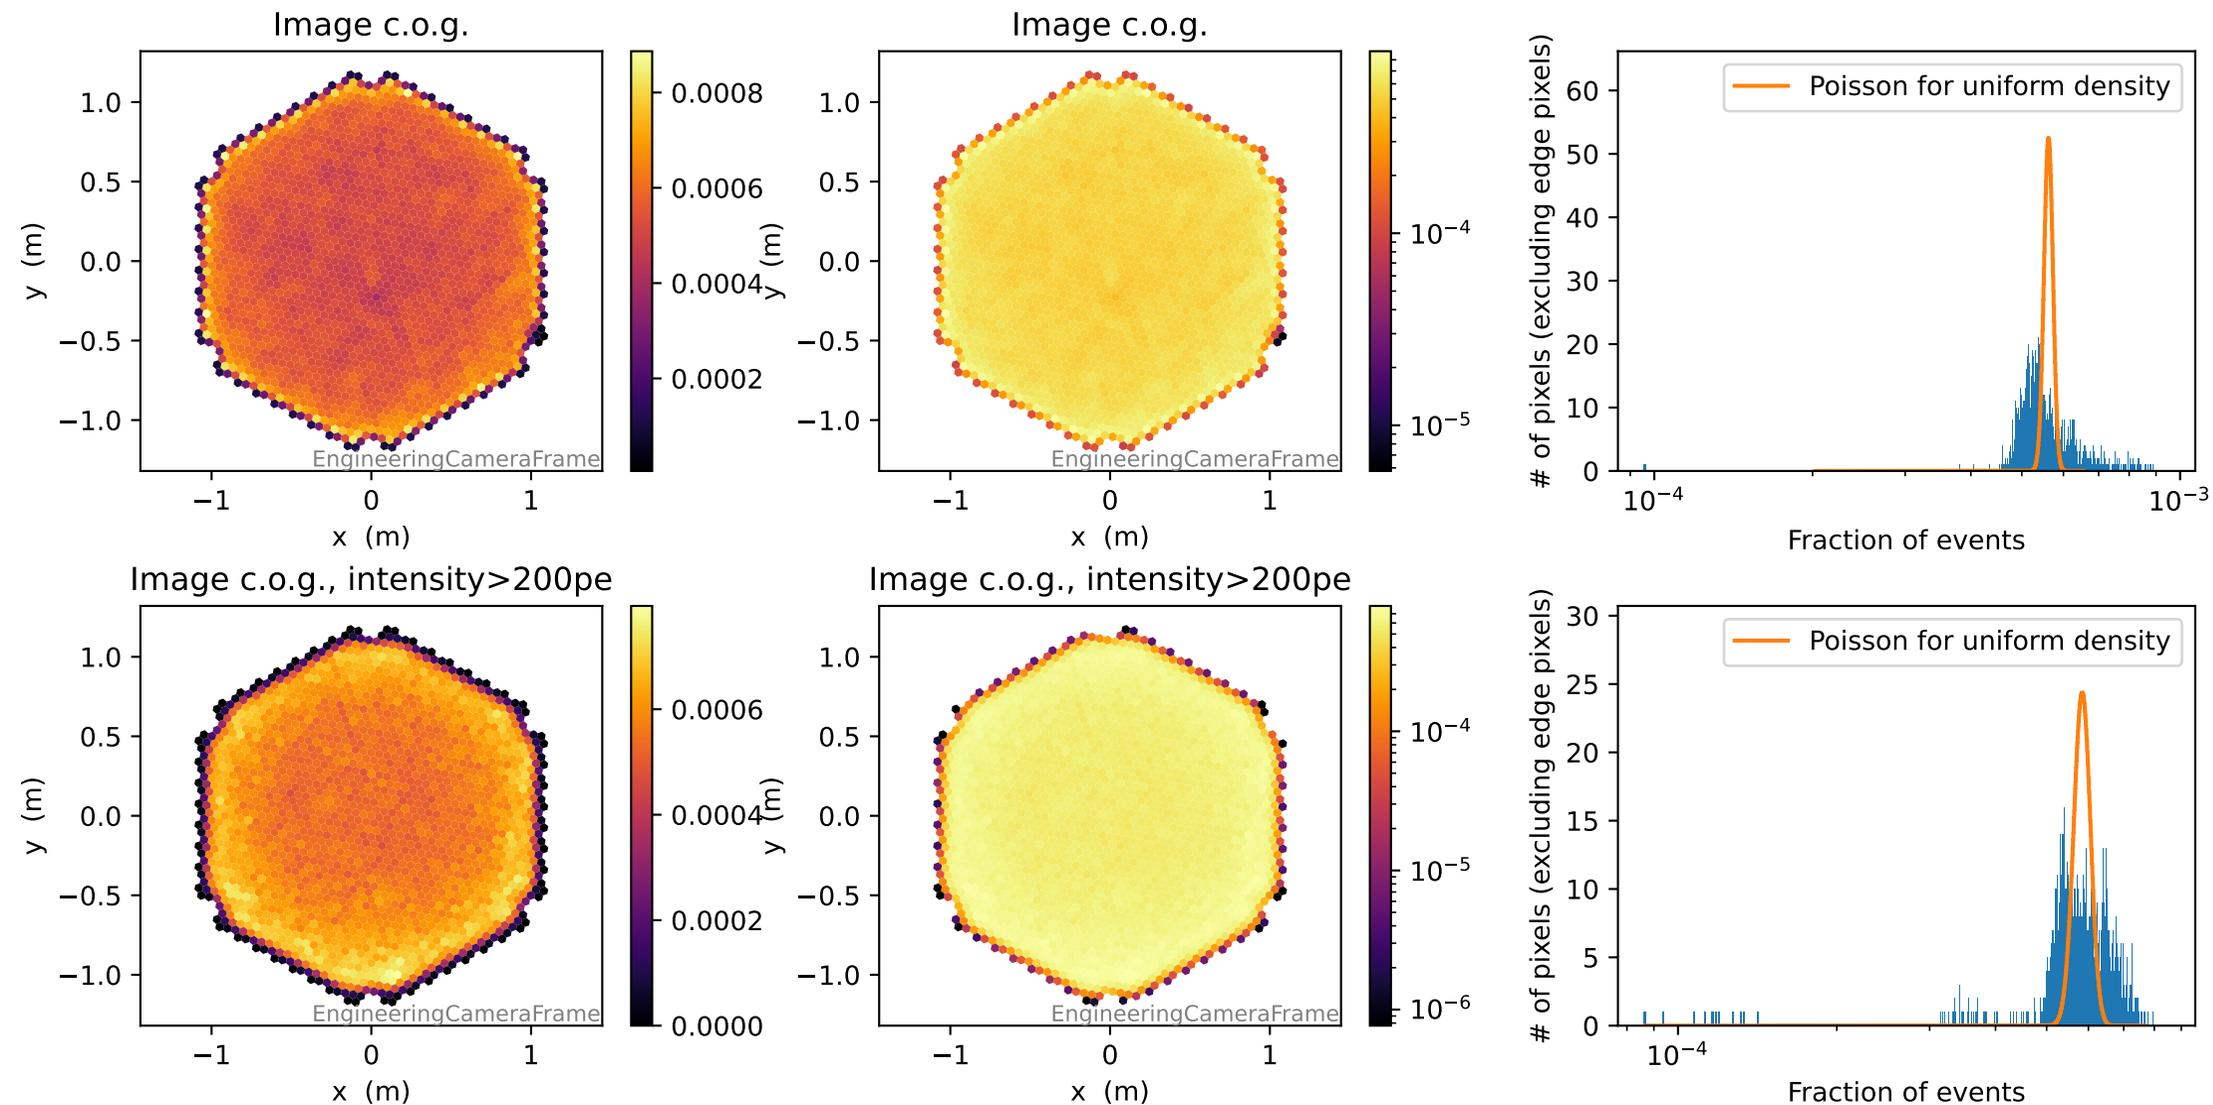 Image c.o.g.
1.0
0.5
0.0
−0.5
−1.0
y (m)
−1 0 1
x (m)
EngineeringCameraFrame
0.0008
0.0006
0.0004
0.0002
Image c.o.g.
1.0
0.5
0.0
−0.5
−1.0
y (m)
−1 0 1
x (m)
EngineeringCameraFrame
10⁻⁴
10⁻⁵
# of pixels (excluding edge pixels)
60
50
40
30
20
10
0
Poisson for uniform density
10⁻⁴ 10⁻³
Fraction of events
Image c.o.g., intensity>200pe
1.0
0.5
0.0
−0.5
−1.0
y (m)
−1 0 1
x (m)
EngineeringCameraFrame
0.0006
0.0004
0.0002
0.0000
Image c.o.g., intensity>200pe
1.0
0.5
0.0
−0.5
−1.0
y (m)
−1 0 1
x (m)
EngineeringCameraFrame
10⁻⁴
10⁻⁵
10⁻⁶
# of pixels (excluding edge pixels)
30
25
20
15
10
5
0
Poisson for uniform density
10⁻⁴
Fraction of events